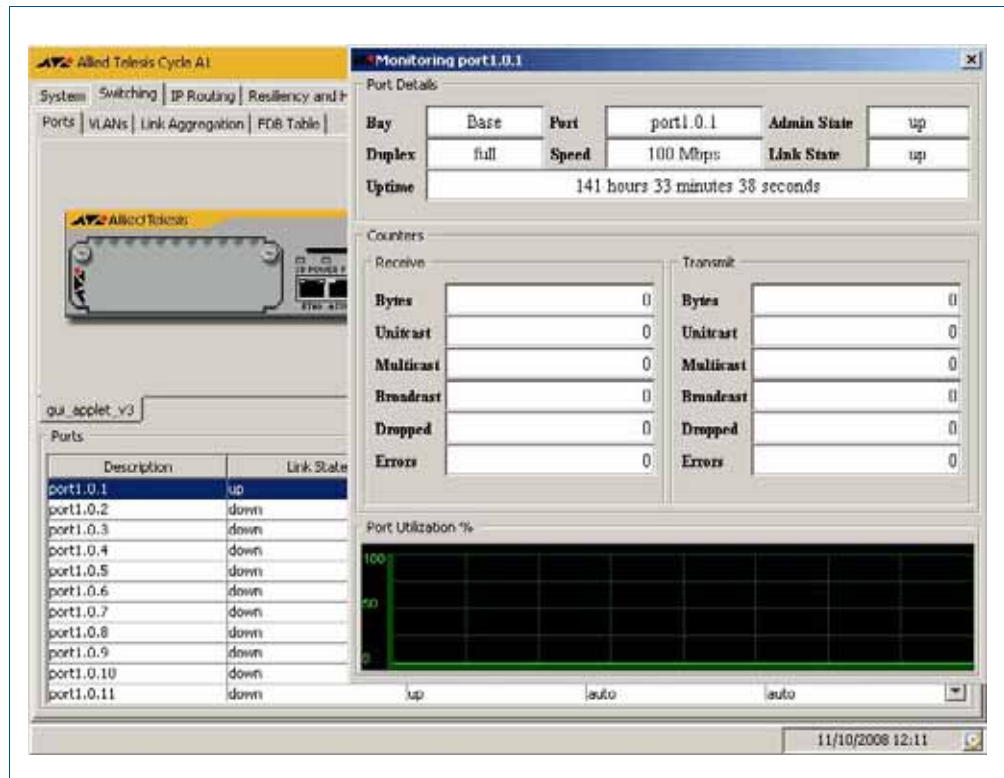 Allied Telesis Cycle A1
System Switching IP Routing Resiliency and H
Ports VLANs Link Aggregation FDB Table
Allied Telesis
gui_applet_v3
Ports
Description Link State
port1.0.1 up
port1.0.2 down
port1.0.3 down
port1.0.4 down
port1.0.5 down
port1.0.6 down
port1.0.7 down
port1.0.8 down
port1.0.9 down
port1.0.10 down
port1.0.11 down up auto auto
Monitoring port1.0.1
Port Details
Bay Base Port port1.0.1 Admin State up
Duplex full Speed 100 Mbps Link State up
Uptime 141 hours 33 minutes 38 seconds
Counters
Receive Transmit
Bytes 0 Bytes 0
Unitcast 0 Unitcast 0
Multicast 0 Multicast 0
Broadcast 0 Broadcast 0
Dropped 0 Dropped 0
Errors 0 Errors 0
Port Utilization %
100
50
0
11/10/2008 12:11